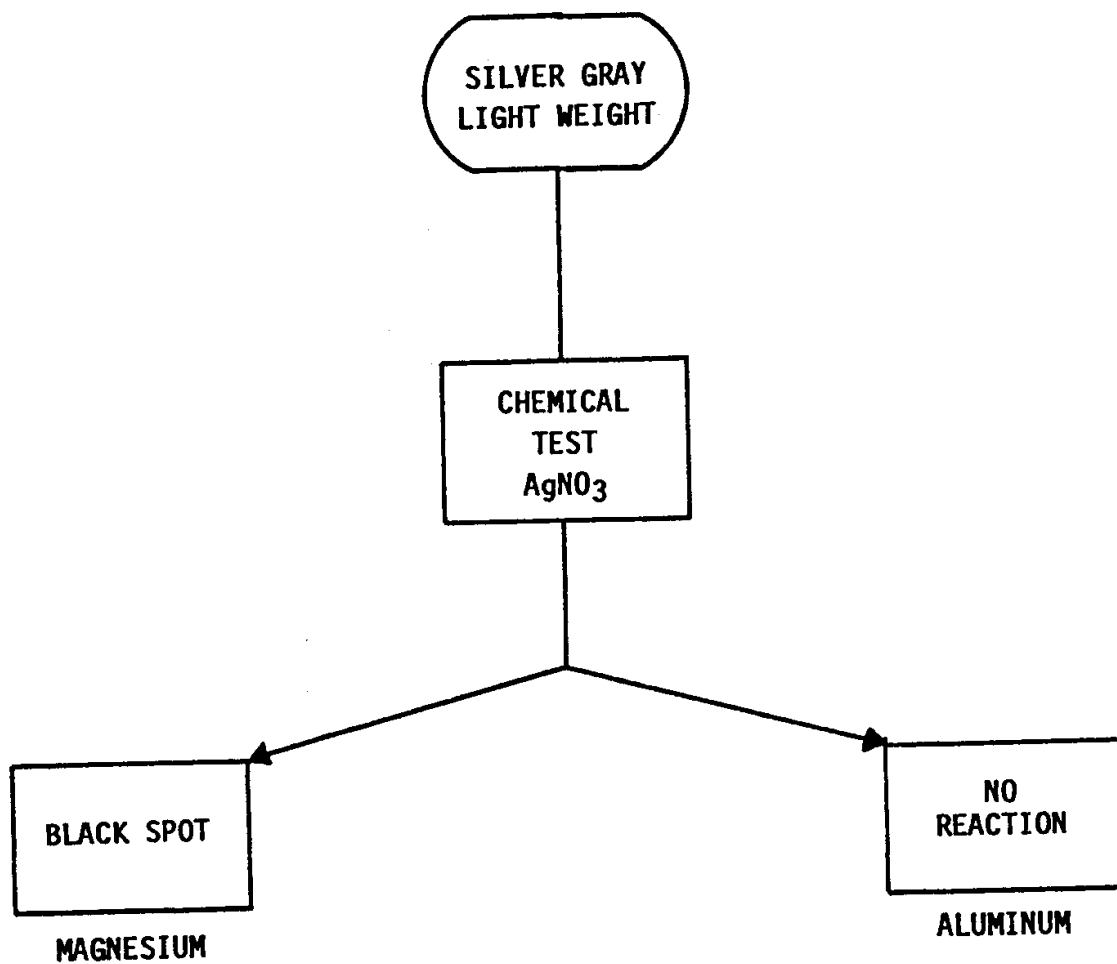 SILVER GRAY
LIGHT WEIGHT
CHEMICAL
TEST
AgNO3
BLACK SPOT
MAGNESIUM
NO
REACTION
ALUMINUM